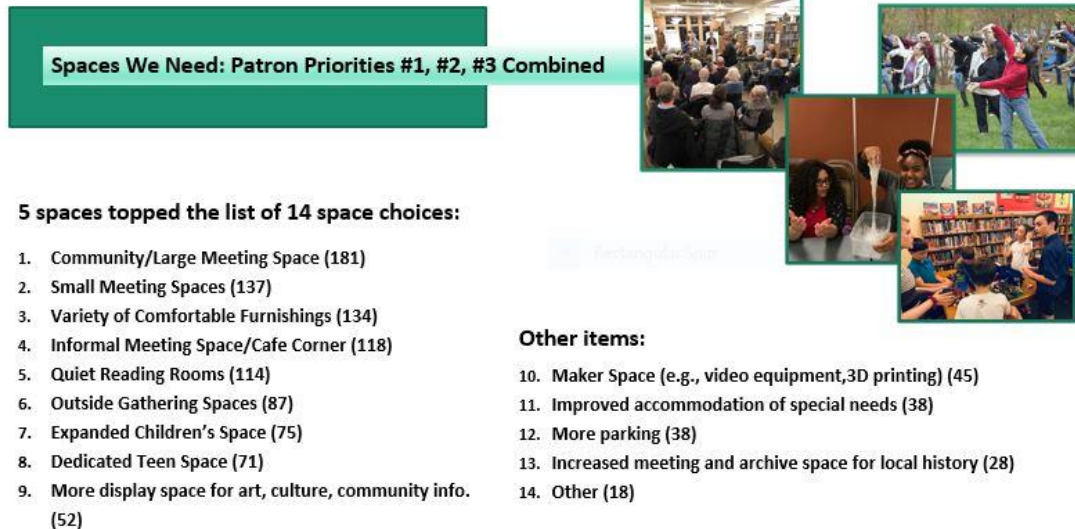 Spaces We Need: Patron Priorities #1, #2, #3 Combined
5 spaces topped the list of 14 space choices:
1. Community/Large Meeting Space (181)
2. Small Meeting Spaces (137)
3. Variety of Comfortable Furnishings (134)
4. Informal Meeting Space/Cafe Corner (118)
5. Quiet Reading Rooms (114)
6. Outside Gathering Spaces (87)
7. Expanded Children's Space (75)
8. Dedicated Teen Space (71)
9. More display space for art, culture, community info.
(52)
Rectangular Snip
Other items:
10. Maker Space (e.g., video equipment,3D printing) (45)
11. Improved accommodation of special needs (38)
12. More parking (38)
13. Increased meeting and archive space for local history (28)
14. Other (18)